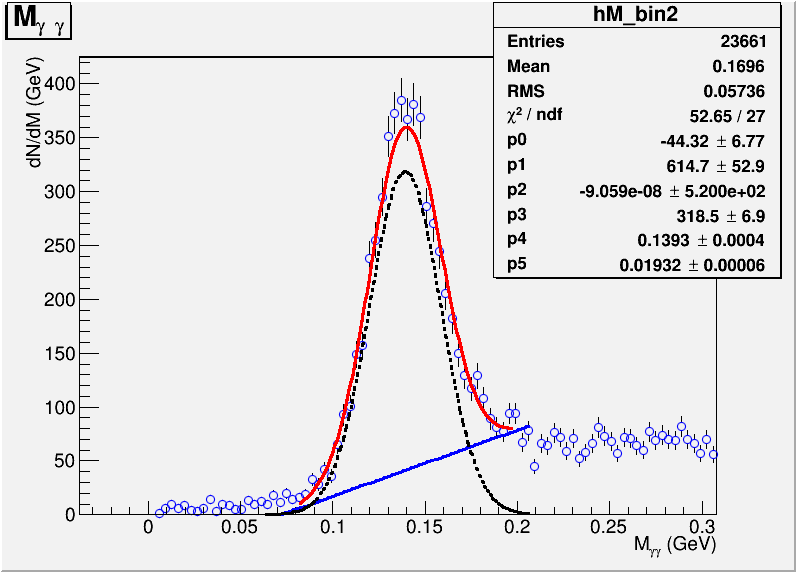 M γ γ
hM_bin2
Entries 23661
Mean 0.1696
RMS 0.05736
χ² / ndf 52.65 / 27
p0 -44.32 ± 6.77
p1 614.7 ± 52.9
p2 -9.059e-08 ± 5.200e+02
p3 318.5 ± 6.9
p4 0.1393 ± 0.0004
p5 0.01932 ± 0.00006
dN/dM (GeV)
400
350
300
250
200
150
100
50
0
0 0.05 0.1 0.15 0.2 0.25 0.3
Mγγ (GeV)